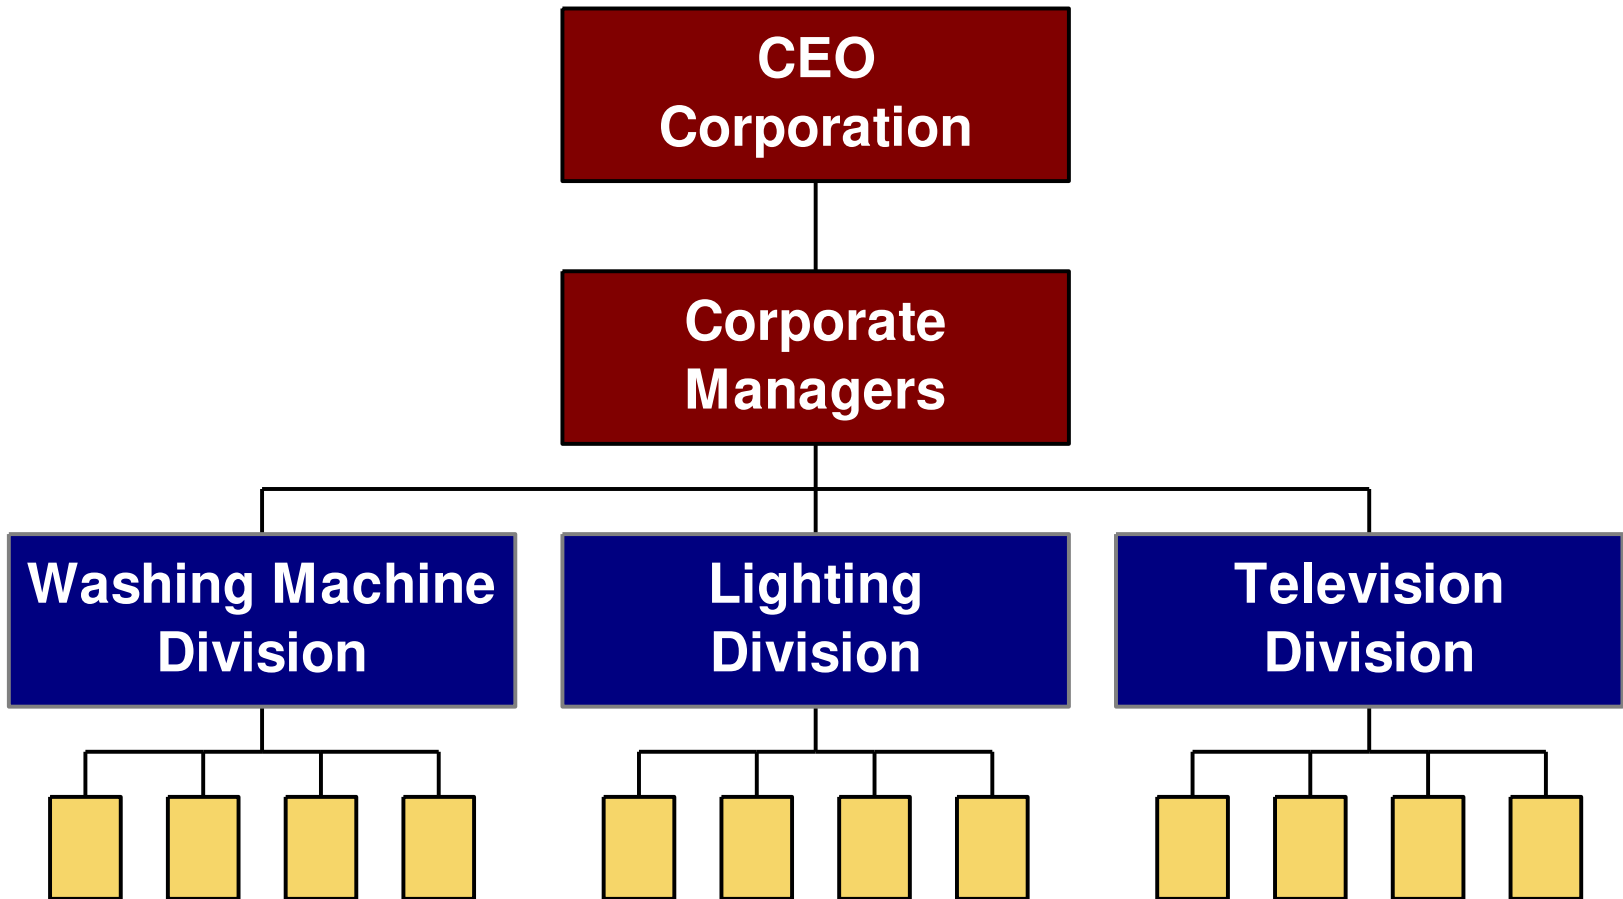 CEO
Corporation
Corporate
Managers
Washing Machine
Division
Lighting
Division
Television
Division